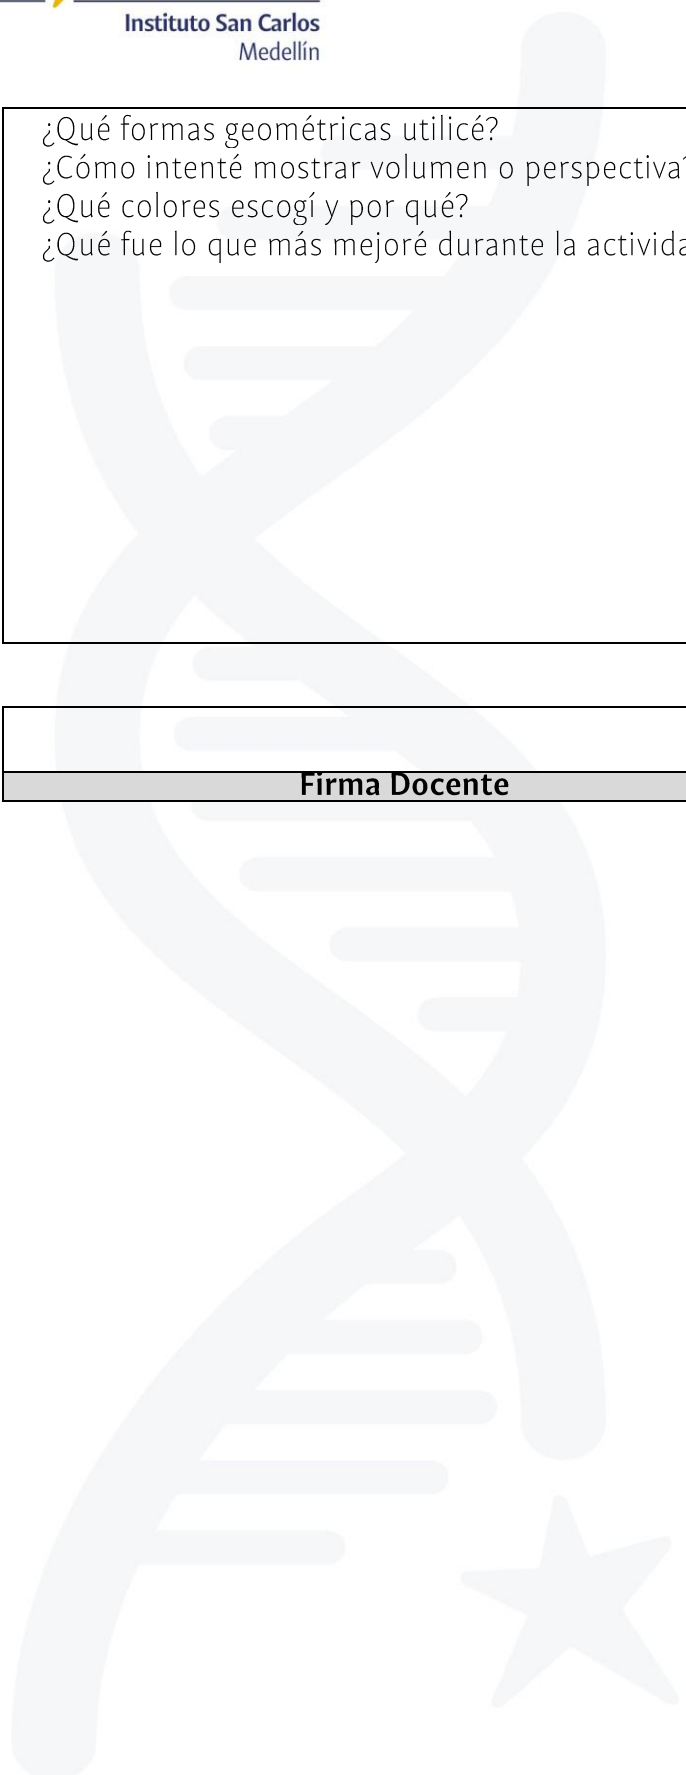 Instituto San Carlos
Medellín
¿Qué formas geométricas utilicé?
¿Cómo intenté mostrar volumen o perspectiva?
¿Qué colores escogí y por qué?
¿Qué fue lo que más mejoré durante la activida
Firma Docente